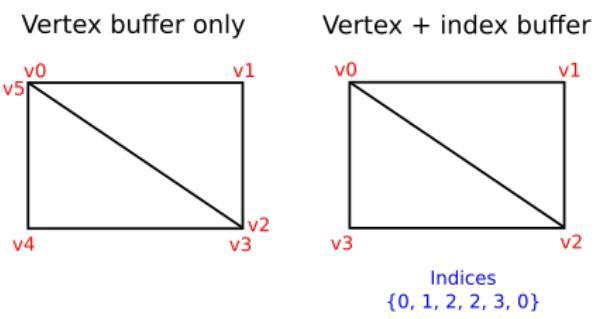 Vertex buffer only
v0
v1
v5
v2
v4
v3
Vertex + index buffer
v0
v1
v3
v2
Indices
{0, 1, 2, 2, 3, 0}